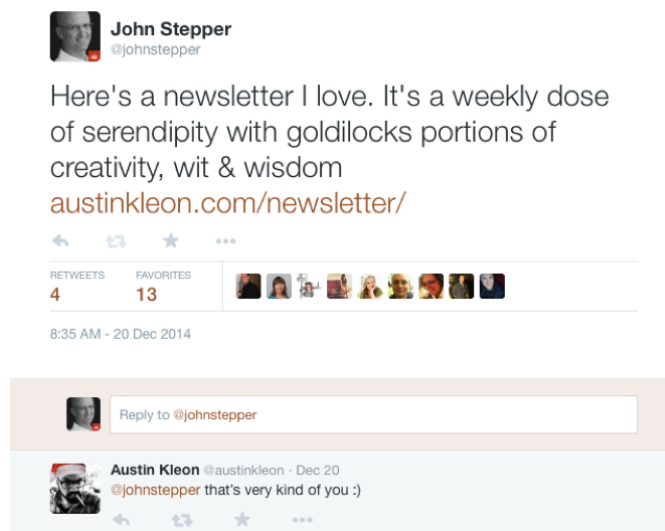 John Stepper
@johnstepper
Here's a newsletter I love. It's a weekly dose
of serendipity with goldilocks portions of
creativity, wit & wisdom
austinkleon.com/newsletter/
RETWEETS FAVORITES
4 13
8:35 AM - 20 Dec 2014
Reply to @johnstepper
Austin Kleon @austinkleon · Dec 20
@johnstepper that's very kind of you :)